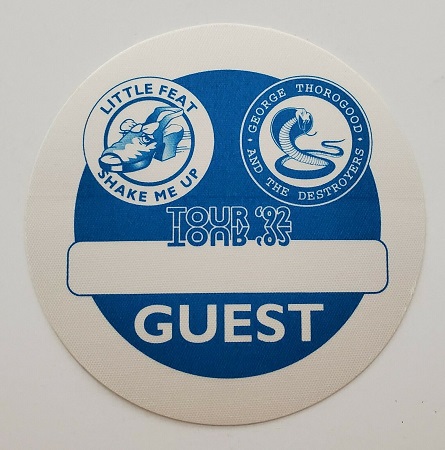 LITTLE FEAT
SHAKE ME UP
· GEORGE THOROGOOD ·
AND THE DESTROYERS
TOUR '92
TOUR '92
GUEST